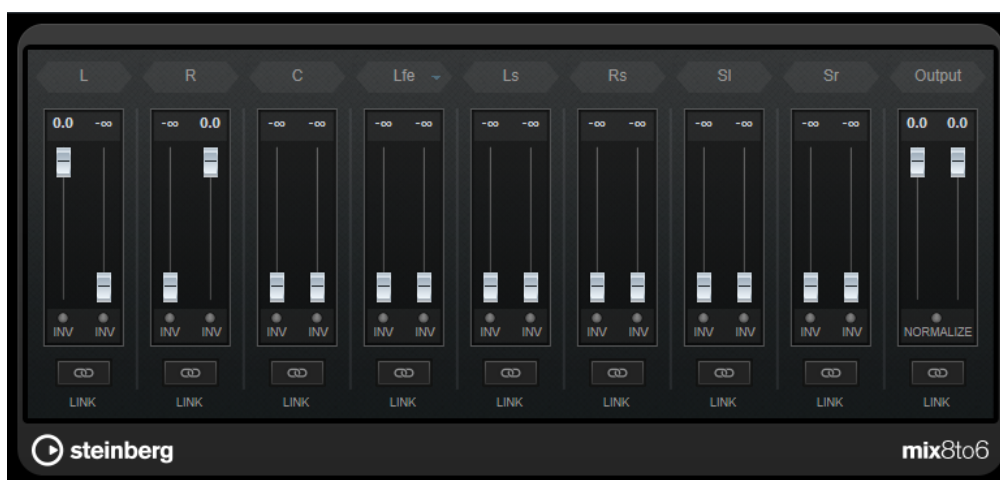 L R C Lfe Ls Rs Sl Sr Output
0.0 -∞ -∞ 0.0 -∞ -∞ -∞ -∞ -∞ -∞ -∞ -∞ -∞ -∞ -∞ -∞ 0.0 0.0
INV INV INV INV INV INV INV INV INV INV INV INV INV INV INV INV NORMALIZE
LINK LINK LINK LINK LINK LINK LINK LINK LINK
steinberg mix8to6